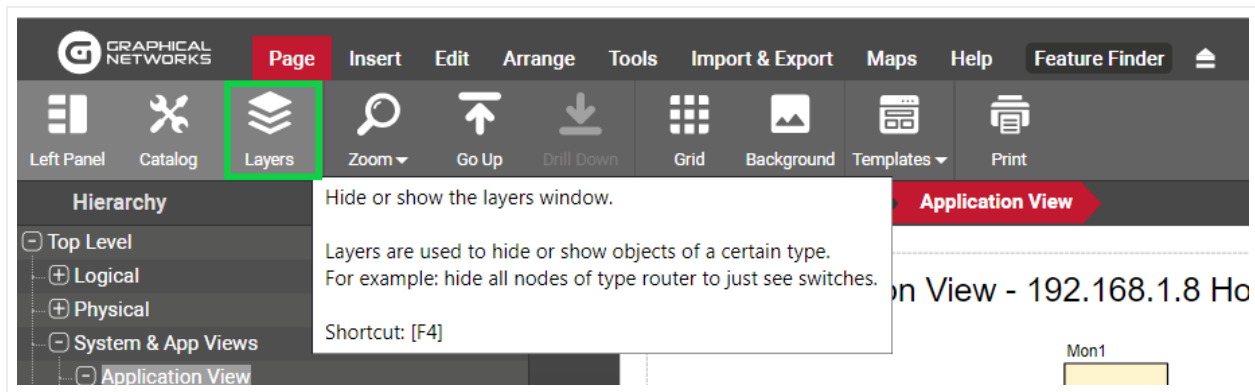 GRAPHICAL
NETWORKS
Page Insert Edit Arrange Tools Import & Export Maps Help Feature Finder
Left Panel Catalog Layers Zoom Go Up Drill Down Grid Background Templates Print
Hierarchy
Application View
Top Level
Logical
Physical
System & App Views
Application View
Hide or show the layers window.
Layers are used to hide or show objects of a certain type.
For example: hide all nodes of type router to just see switches.
Shortcut: [F4]
on View - 192.168.1.8 Ho
Mon1